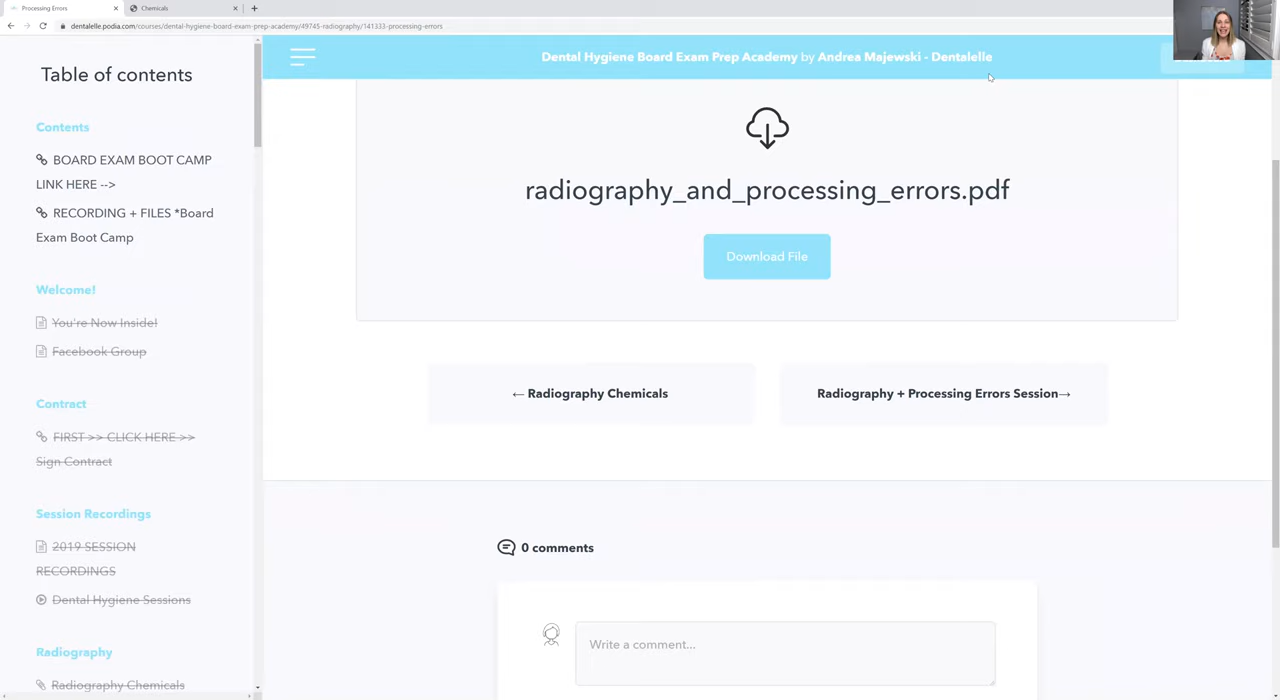 Processing Errors
Chemicals
dentalelle.podia.com/courses/dental-hygiene-board-exam-prep-academy/49745-radiography/141333-processing-errors
Table of contents
Contents
BOARD EXAM BOOT CAMP
LINK HERE -->
RECORDING + FILES *Board
Exam Boot Camp
Welcome!
You're Now Inside!
Facebook Group
Contract
FIRST >> CLICK HERE >>
Sign Contract
Session Recordings
2019 SESSION
RECORDINGS
Dental Hygiene Sessions
Radiography
Radiography Chemicals
Dental Hygiene Board Exam Prep Academy by Andrea Majewski - Dentalelle
radiography_and_processing_errors.pdf
Download File
← Radiography Chemicals
Radiography + Processing Errors Session→
0 comments
Write a comment...